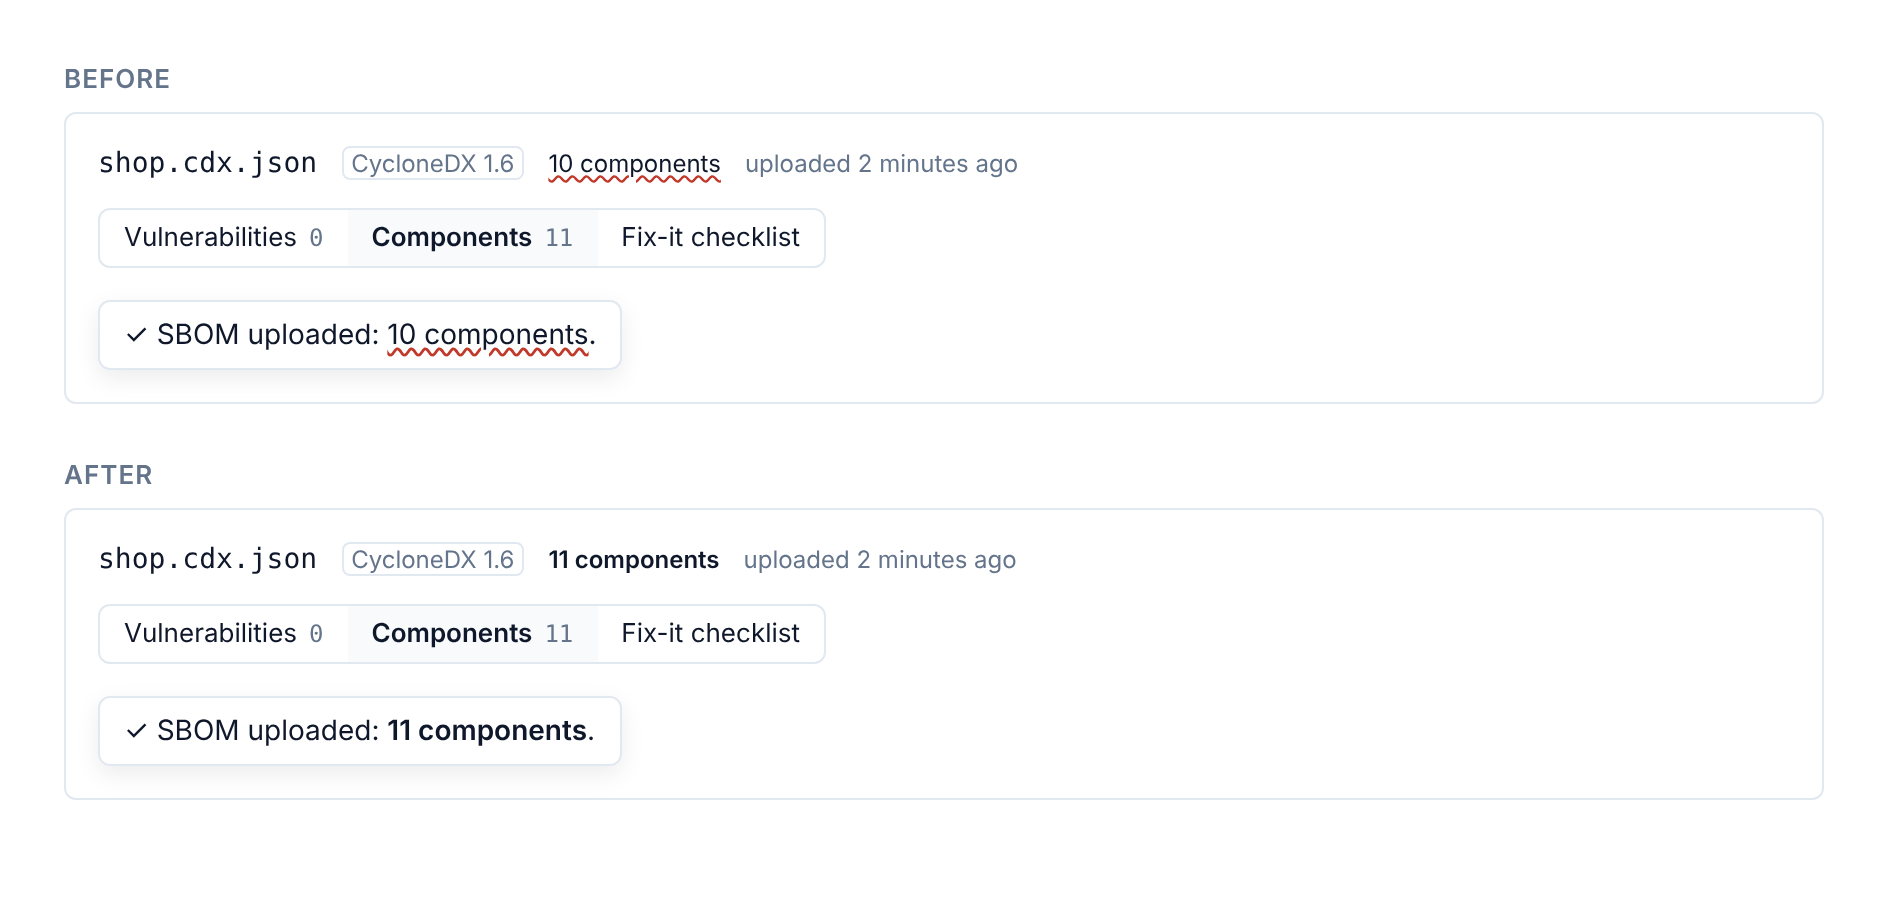 BEFORE
shop.cdx.json CycloneDX 1.6 10 components uploaded 2 minutes ago
Vulnerabilities 0 Components 11 Fix-it checklist
✓ SBOM uploaded: 10 components.
AFTER
shop.cdx.json CycloneDX 1.6 11 components uploaded 2 minutes ago
Vulnerabilities 0 Components 11 Fix-it checklist
✓ SBOM uploaded: 11 components.